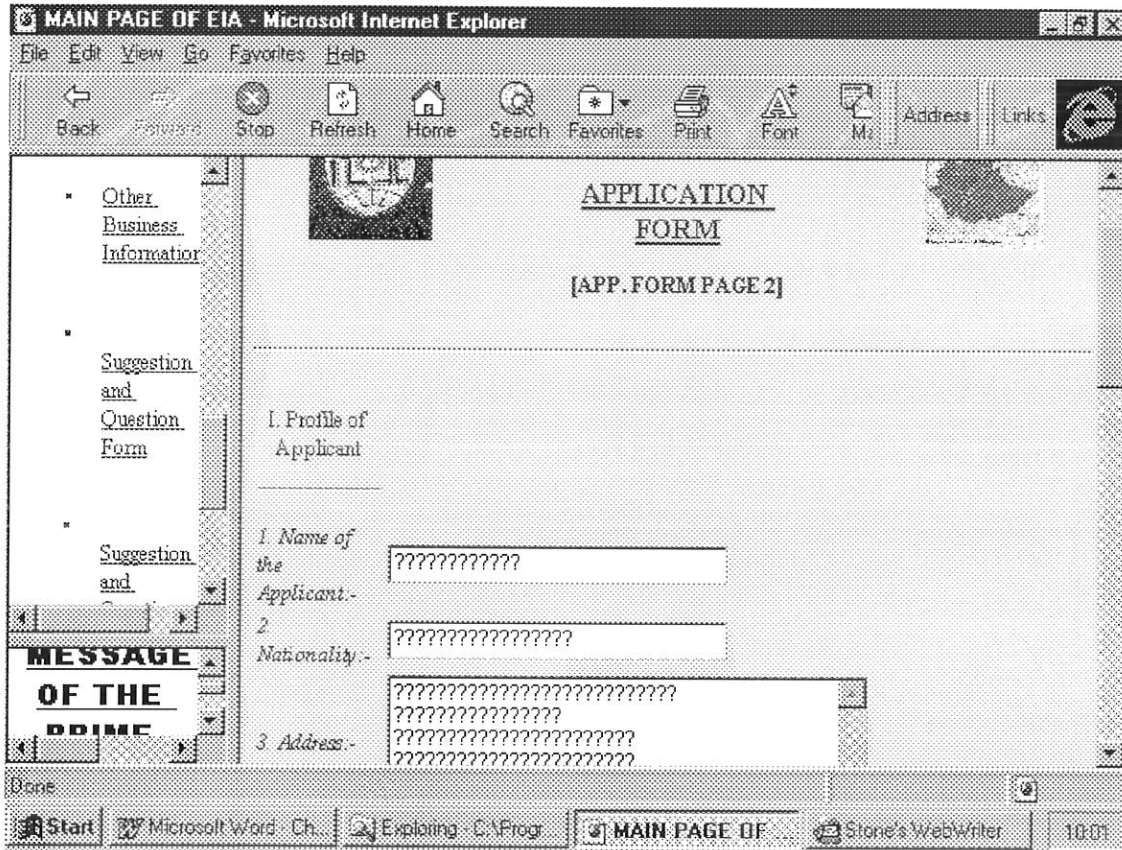 MAIN PAGE OF EIA - Microsoft Internet Explorer
File Edit View Go Favorites Help
Back Forward Stop Refresh Home Search Favorites Print Font Address Links
Other
Business
Information
Suggestion
and
Question
Form
Suggestion
and
MESSAGE
OF THE
PRIME
APPLICATION
FORM
[APP. FORM PAGE 2]
I. Profile of
Applicant
1. Name of
the
Applicant:-
????????????
2.
Nationality:-
?????????????????
3. Address:-
???????????????????????????
????????????????
???????????????????????
???????????????????????
Done
Start Microsoft Word - Ch... Exploring - C:\Progr... MAIN PAGE OF ... Stone's WebWriter 10:01